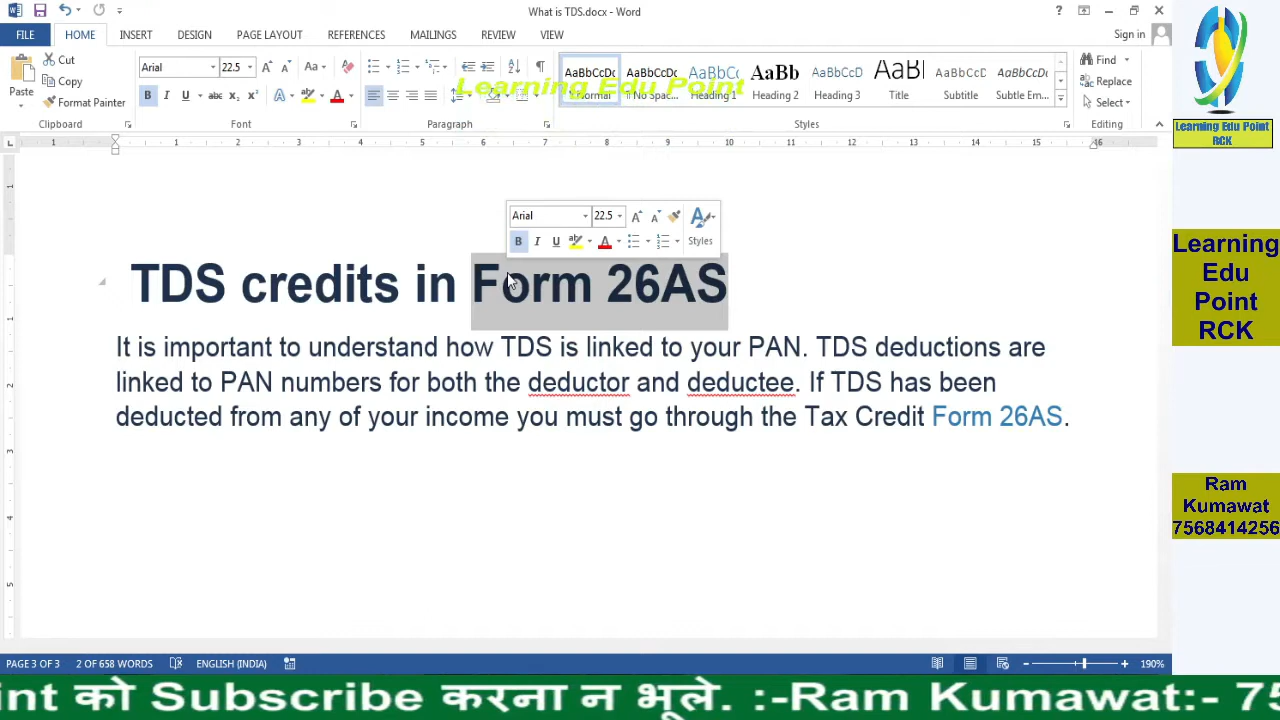 What is TDS.docx - Word
Sign in
FILE HOME INSERT DESIGN PAGE LAYOUT REFERENCES MAILINGS REVIEW VIEW
Paste
Cut
Copy
Format Painter
Clipboard
Arial 22.5
Font
Paragraph
Learning Edu Point
AaBbCcDc AaBbCcDc AaBbCc AaBb AaBbCcDc AaBI AaBbCcD AaBbCcDc
Heading 1 Heading 2 Heading 3 Title Subtitle Subtle Em...
Styles
Find
Replace
Select
Editing
Learning Edu Point
RCK
Arial 22.5
Styles
TDS credits in Form 26AS
It is important to understand how TDS is linked to your PAN. TDS deductions are
linked to PAN numbers for both the deductor and deductee. If TDS has been
deducted from any of your income you must go through the Tax Credit Form 26AS.
Learning
Edu
Point
RCK
Ram
Kumawat
7568414256
PAGE 3 OF 3 2 OF 658 WORDS ENGLISH (INDIA) 190%
int को Subscribe करना न भूले. :-Ram Kumawat:- 75